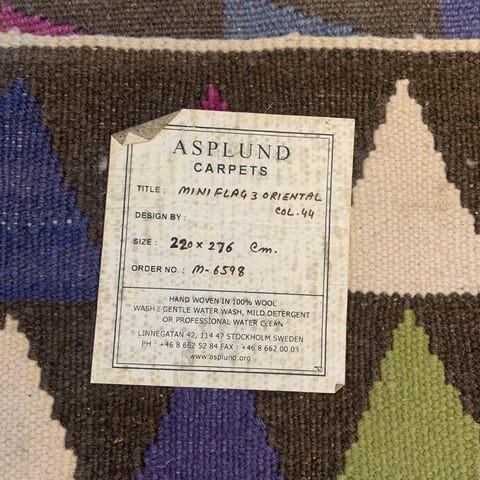 ASPLUND
CARPETS
TITLE : MINIFLAG 3 ORIENTAL
COL. 44
DESIGN BY :
SIZE : 220 x 276 Cm.
ORDER NO. : M-6598
HAND WOVEN IN 100% WOOL
WASH : GENTLE WATER WASH, MILD DETERGENT
OR PROFESSIONAL WATER CLEAN
LINNEGATAN 42, 114 47 STOCKHOLM SWEDEN
PH : +46 8 662 52 84 FAX : +46 8 662 00 03
www.asplund.org